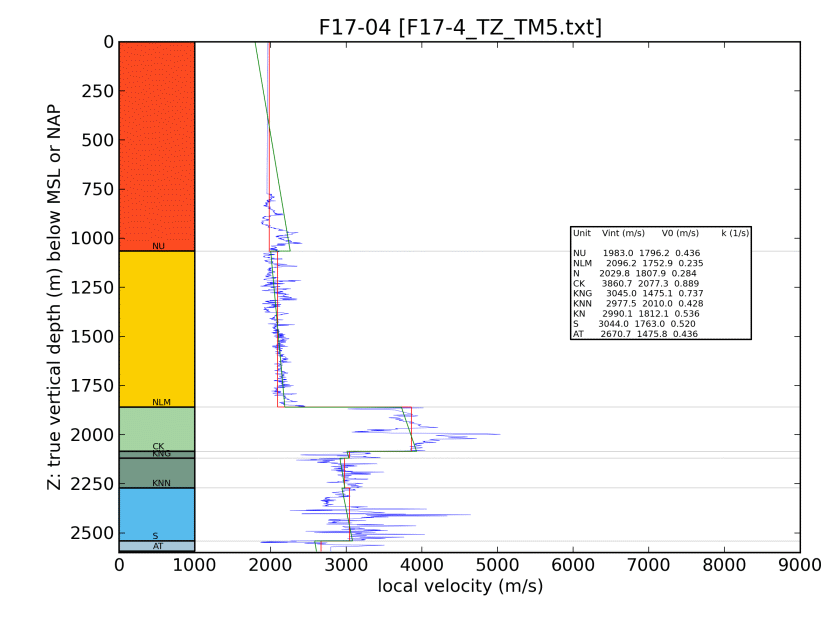 F17-04 [F17-4_TZ_TM5.txt]
Z: true vertical depth (m) below MSL or NAP
0
250
500
750
1000
1250
1500
1750
2000
2250
2500
NU
NLM
CK
KNG
KNN
S
AT
Unit Vint (m/s) V0 (m/s) k (1/s)
NU 1983.0 1796.2 0.436
NLM 2096.2 1752.9 0.235
N 2029.8 1807.9 0.284
CK 3860.7 2077.3 0.889
KNG 3045.0 1475.1 0.737
KNN 2977.5 2010.0 0.428
KN 2990.1 1812.1 0.536
S 3044.0 1763.0 0.520
AT 2670.7 1475.8 0.436
0 1000 2000 3000 4000 5000 6000 7000 8000 9000
local velocity (m/s)